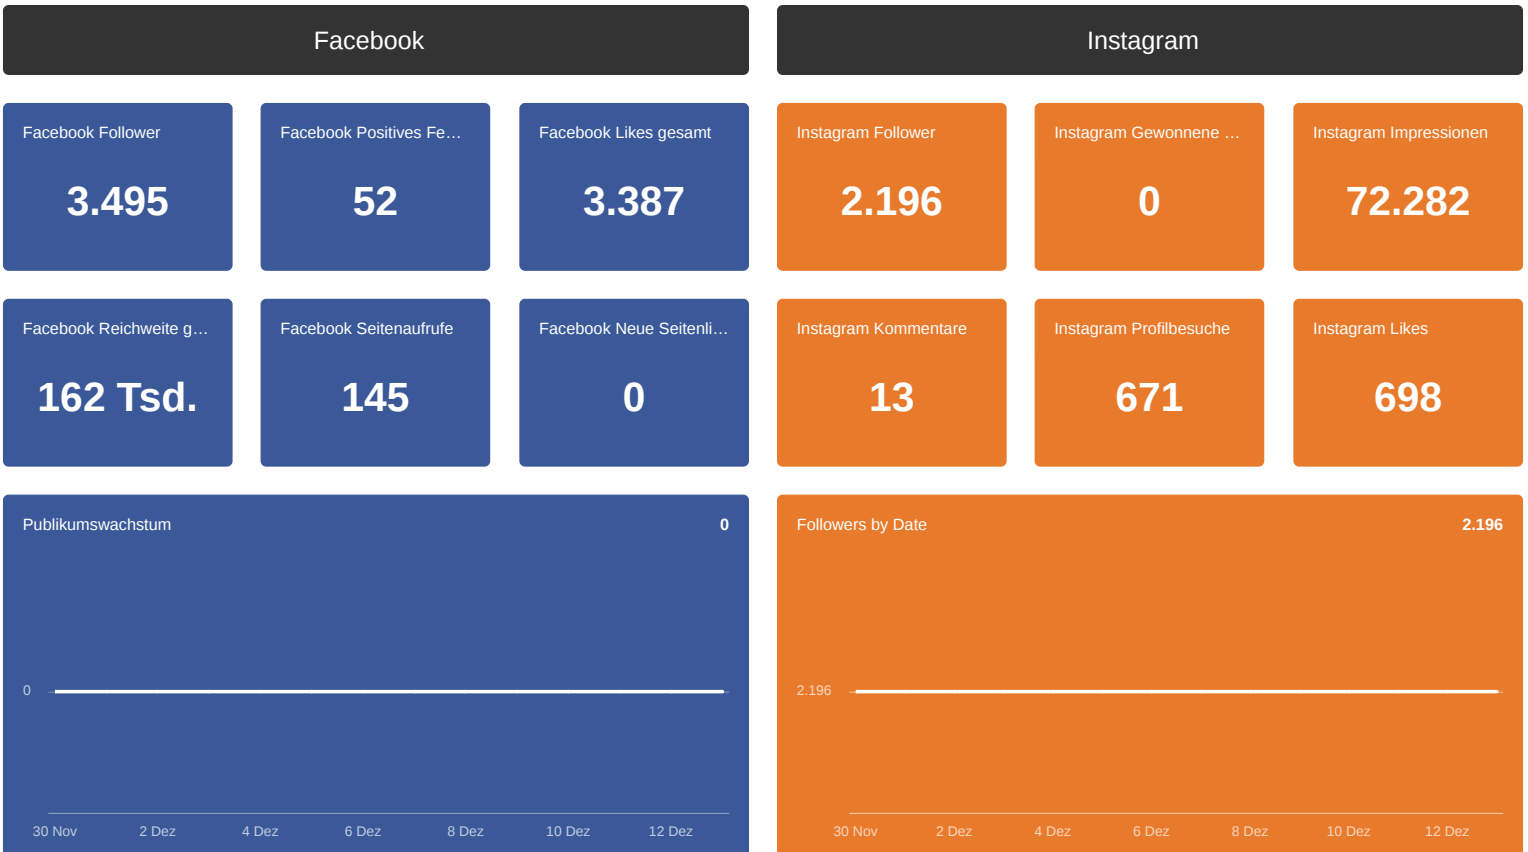 Facebook
Instagram
Facebook Follower
3.495
Facebook Positives Fe…
52
Facebook Likes gesamt
3.387
Instagram Follower
2.196
Instagram Gewonnene …
0
Instagram Impressionen
72.282
Facebook Reichweite g…
162 Tsd.
Facebook Seitenaufrufe
145
Facebook Neue Seitenli…
0
Instagram Kommentare
13
Instagram Profilbesuche
671
Instagram Likes
698
Publikumswachstum
0
0
30 Nov 2 Dez 4 Dez 6 Dez 8 Dez 10 Dez 12 Dez
Followers by Date
2.196
2.196
30 Nov 2 Dez 4 Dez 6 Dez 8 Dez 10 Dez 12 Dez